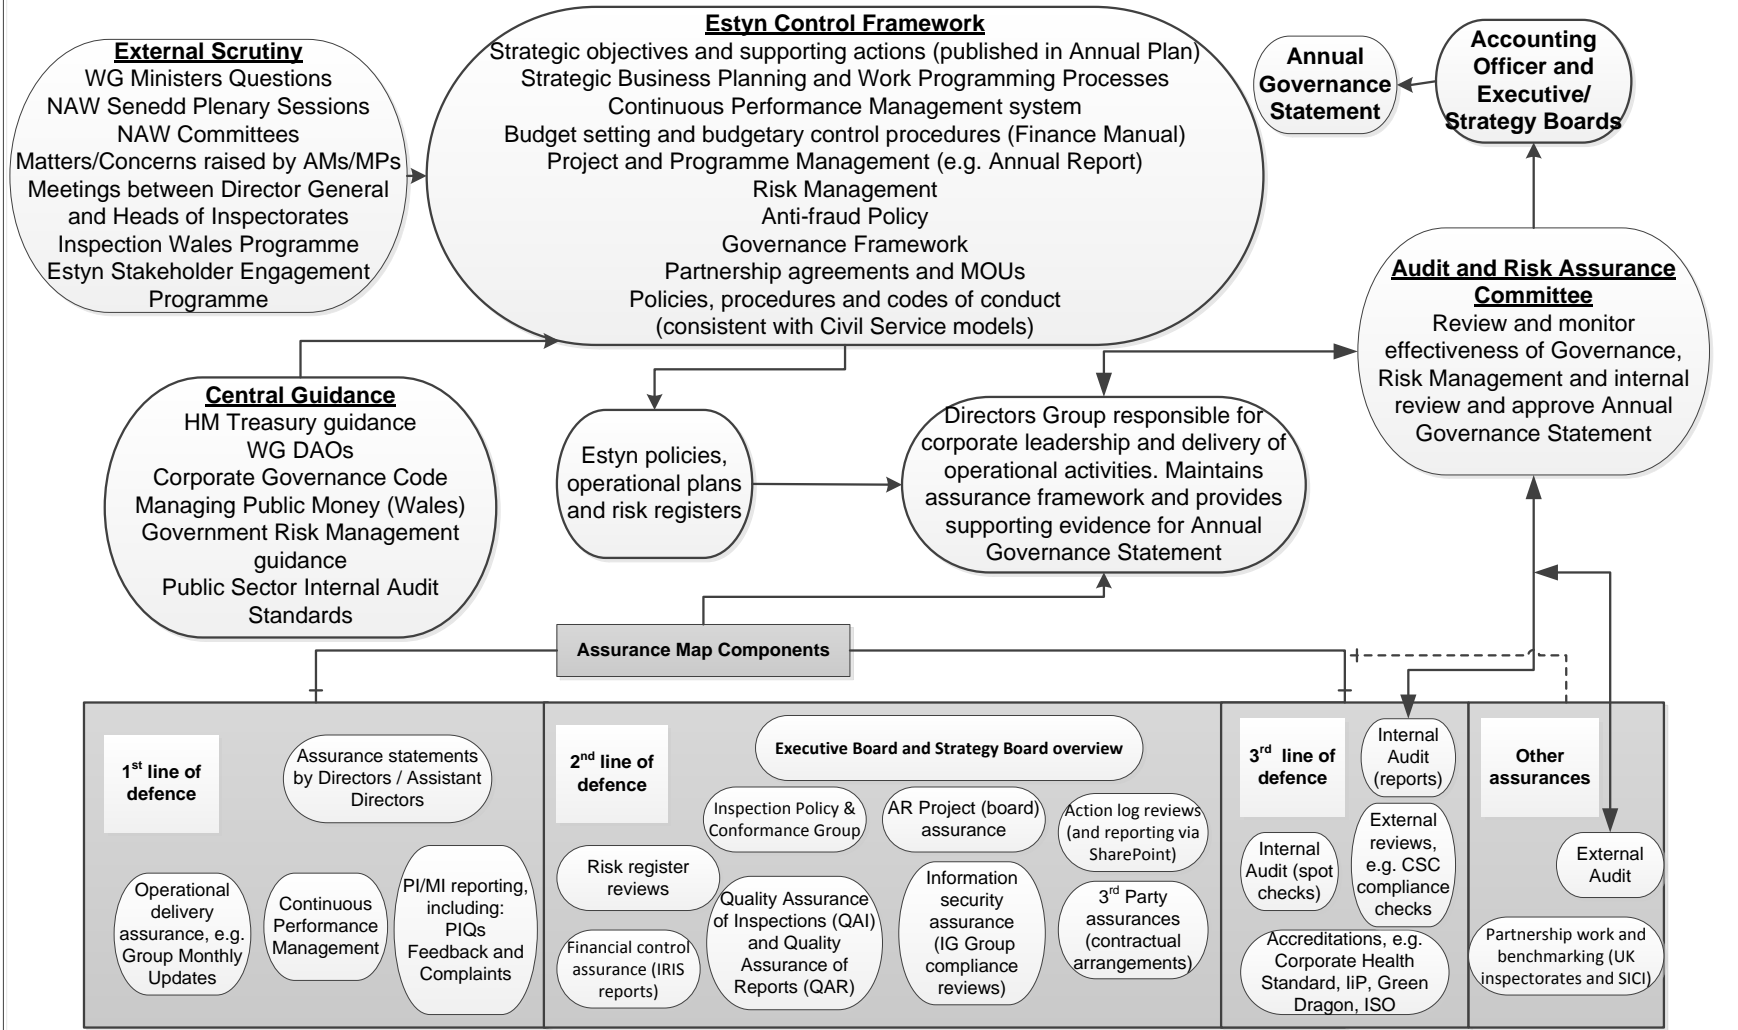 External Scrutiny
WG Ministers Questions
NAW Senedd Plenary Sessions
NAW Committees
Matters/Concerns raised by AMs/MPs
Meetings between Director General
and Heads of Inspectorates
Inspection Wales Programme
Estyn Stakeholder Engagement
Programme
Estyn Control Framework
Strategic objectives and supporting actions (published in Annual Plan)
Strategic Business Planning and Work Programming Processes
Continuous Performance Management system
Budget setting and budgetary control procedures (Finance Manual)
Project and Programme Management (e.g. Annual Report)
Risk Management
Anti-fraud Policy
Governance Framework
Partnership agreements and MOUs
Policies, procedures and codes of conduct
(consistent with Civil Service models)
Annual
Governance
Statement
Accounting
Officer and
Executive/
Strategy Boards
Audit and Risk Assurance
Committee
Review and monitor
effectiveness of Governance,
Risk Management and internal
review and approve Annual
Governance Statement
Central Guidance
HM Treasury guidance
WG DAOs
Corporate Governance Code
Managing Public Money (Wales)
Government Risk Management
guidance
Public Sector Internal Audit
Standards
Estyn policies,
operational plans
and risk registers
Directors Group responsible for
corporate leadership and delivery of
operational activities. Maintains
assurance framework and provides
supporting evidence for Annual
Governance Statement
Assurance Map Components
1st line of
defence
Assurance statements
by Directors / Assistant
Directors
Operational
delivery
assurance, e.g.
Group Monthly
Updates
Continuous
Performance
Management
PI/MI reporting,
including:
PIQs
Feedback and
Complaints
2nd line of
defence
Executive Board and Strategy Board overview
Inspection Policy &
Conformance Group
AR Project (board)
assurance
Action log reviews
(and reporting via
SharePoint)
Risk register
reviews
Financial control
assurance (IRIS
reports)
Quality Assurance
of Inspections (QAI)
and Quality
Assurance of
Reports (QAR)
Information
security
assurance
(IG Group
compliance
reviews)
3rd Party
assurances
(contractual
arrangements)
3rd line of
defence
Internal
Audit
(reports)
Internal
Audit (spot
checks)
External
reviews,
e.g. CSC
compliance
checks
Accreditations, e.g.
Corporate Health
Standard, IiP, Green
Dragon, ISO
Other
assurances
External
Audit
Partnership work and
benchmarking (UK
inspectorates and SICI)